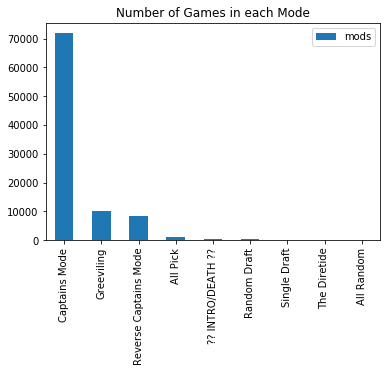 Number of Games in each Mode
mods
70000
60000
50000
40000
30000
20000
10000
0
Captains Mode
Greeviling
Reverse Captains Mode
All Pick
?? INTRO/DEATH ??
Random Draft
Single Draft
The Diretide
All Random